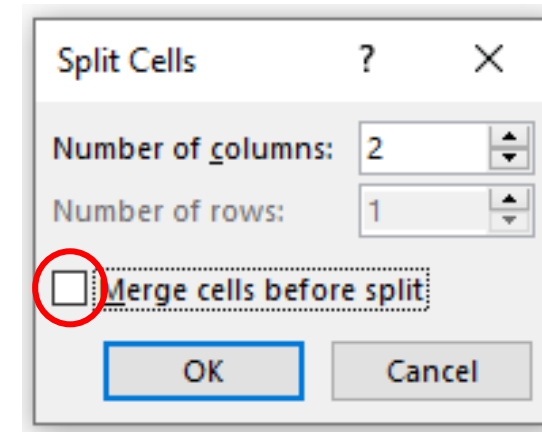 Split Cells ? ×
Number of columns: 2
Number of rows: 1
Merge cells before split
OK Cancel